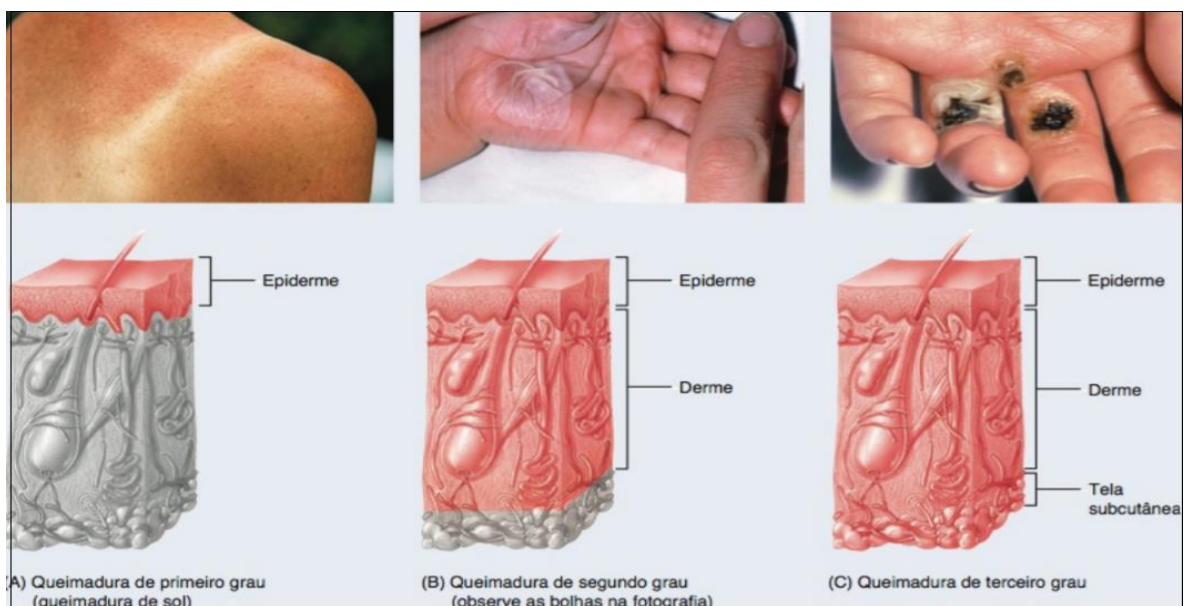 Epiderme
Epiderme
Derme
Epiderme
Derme
Tela
subcutânea
(A) Queimadura de primeiro grau
(queimadura de sol)
(B) Queimadura de segundo grau
(observe as bolhas na fotografia)
(C) Queimadura de terceiro grau